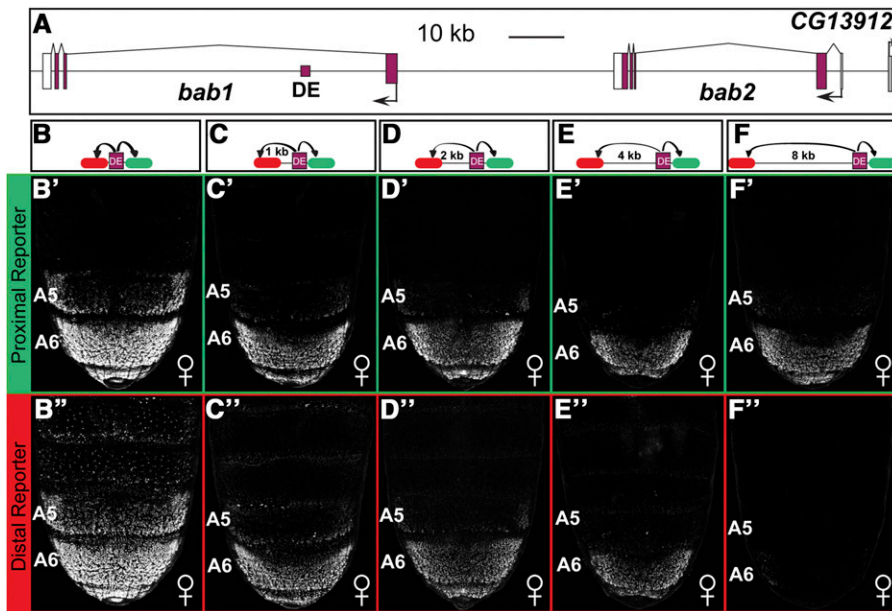 A
10 kb
CG13912
bab1
DE
bab2
B
DE
C
1 kb
DE
D
2 kb
DE
E
4 kb
DE
F
8 kb
DE
Proximal Reporter
B'
A5
A6
♀
C'
A5
A6
♀
D'
A5
A6
♀
E'
A5
A6
♀
F'
A5
A6
♀
Distal Reporter
B''
A5
A6
♀
C''
A5
A6
♀
D''
A5
A6
♀
E''
A5
A6
♀
F''
A5
A6
♀